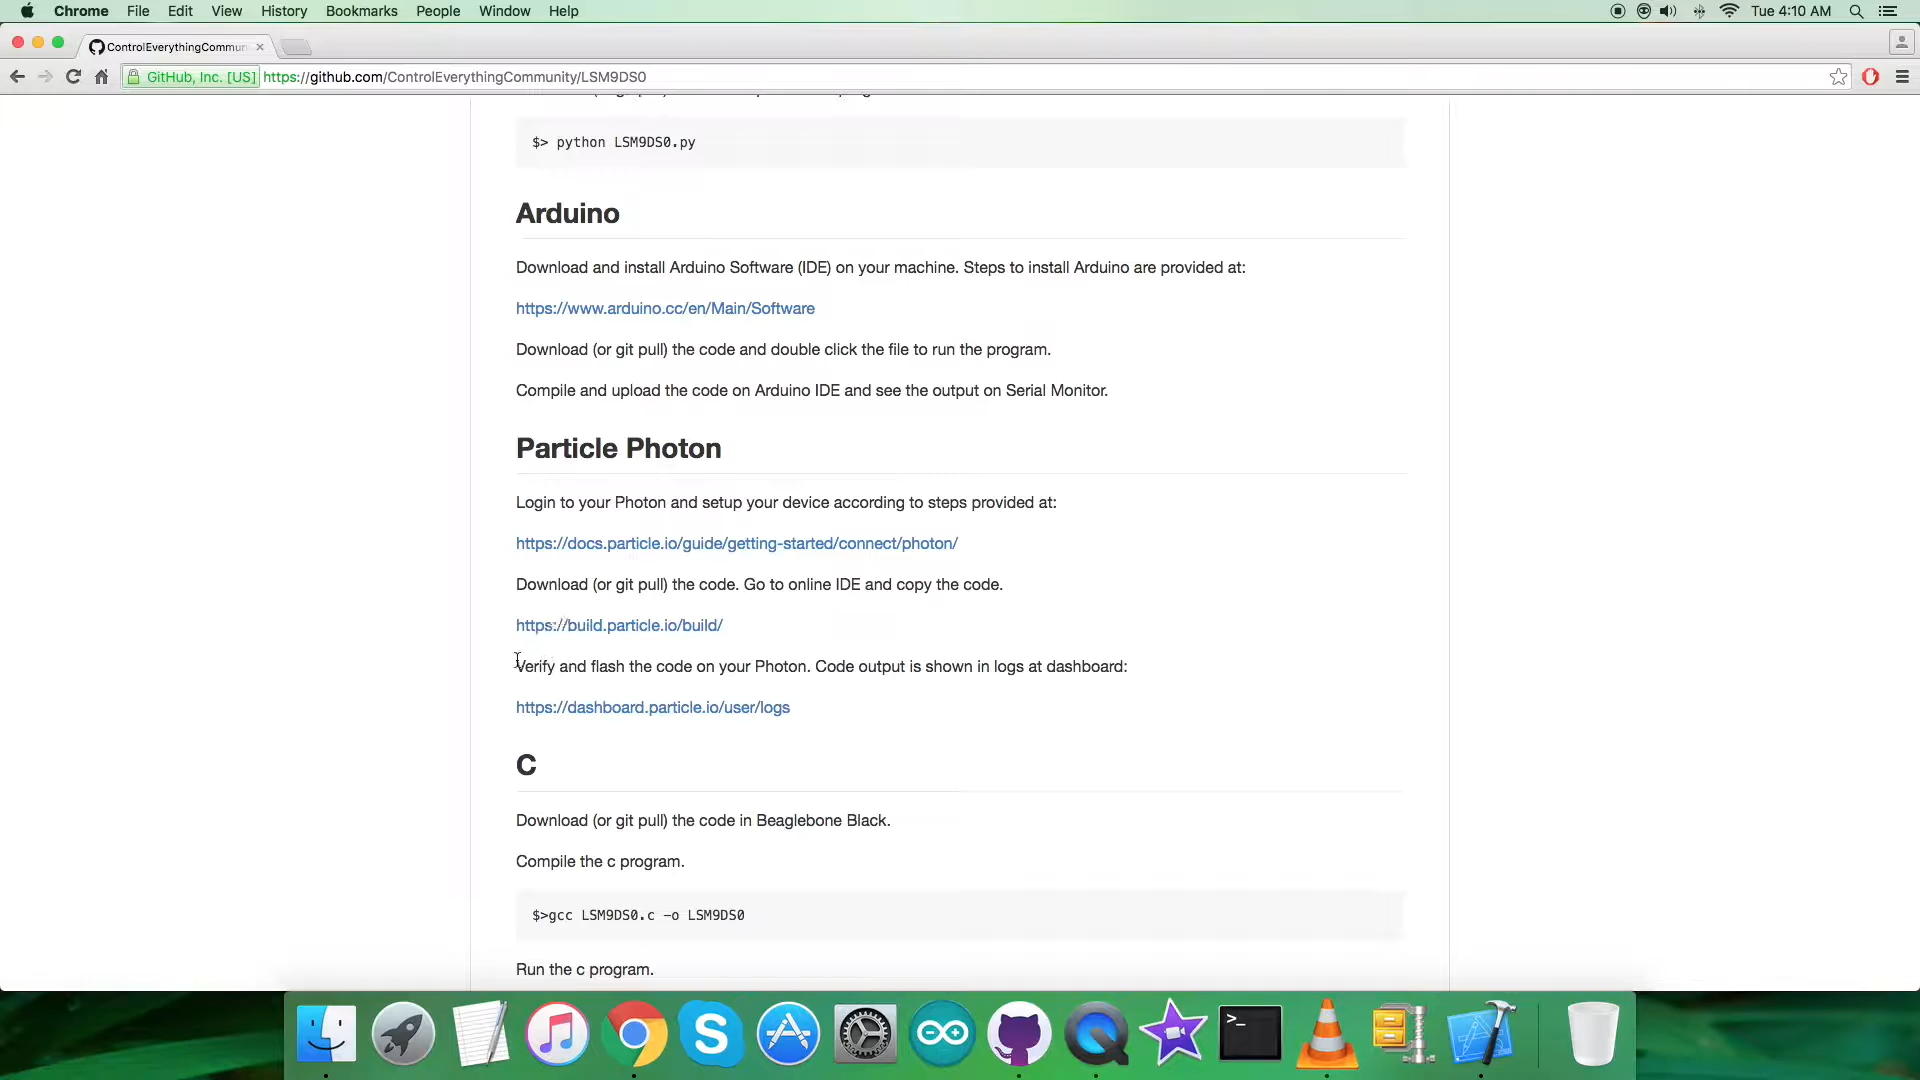 Chrome File Edit View History Bookmarks People Window Help Tue 4:10 AM
ControlEverythingCommun
GitHub, Inc. [US] https://github.com/ControlEverythingCommunity/LSM9DS0
$> python LSM9DS0.py
Arduino
Download and install Arduino Software (IDE) on your machine. Steps to install Arduino are provided at:
https://www.arduino.cc/en/Main/Software
Download (or git pull) the code and double click the file to run the program.
Compile and upload the code on Arduino IDE and see the output on Serial Monitor.
Particle Photon
Login to your Photon and setup your device according to steps provided at:
https://docs.particle.io/guide/getting-started/connect/photon/
Download (or git pull) the code. Go to online IDE and copy the code.
https://build.particle.io/build/
Verify and flash the code on your Photon. Code output is shown in logs at dashboard:
https://dashboard.particle.io/user/logs
C
Download (or git pull) the code in Beaglebone Black.
Compile the c program.
$>gcc LSM9DS0.c -o LSM9DS0
Run the c program.